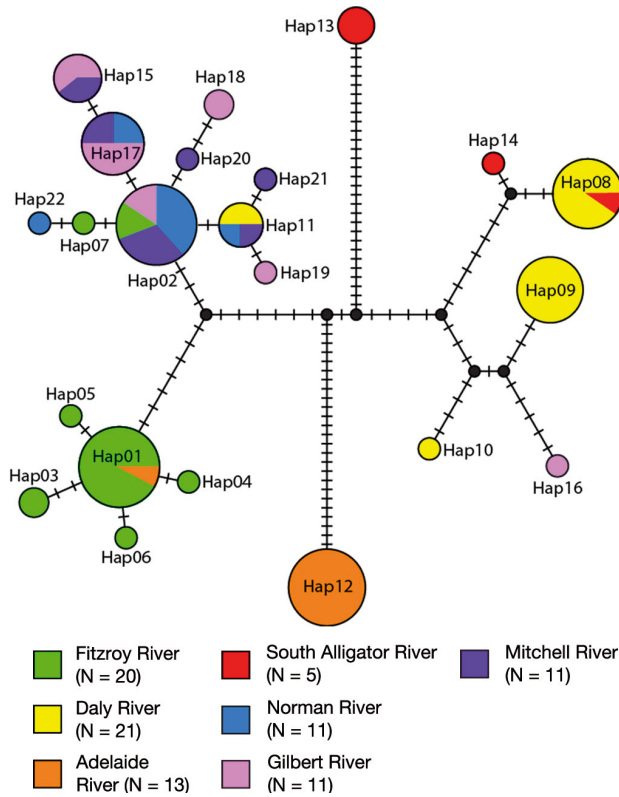 Hap13
Hap15
Hap18
Hap14
Hap17
Hap20
Hap21
Hap08
Hap22
Hap11
Hap07
Hap02
Hap19
Hap09
Hap05
Hap01
Hap10
Hap03
Hap04
Hap16
Hap06
Hap12
Fitzroy River
(N = 20)
South Alligator River
(N = 5)
Mitchell River
(N = 11)
Daly River
(N = 21)
Norman River
(N = 11)
Adelaide
River (N = 13)
Gilbert River
(N = 11)